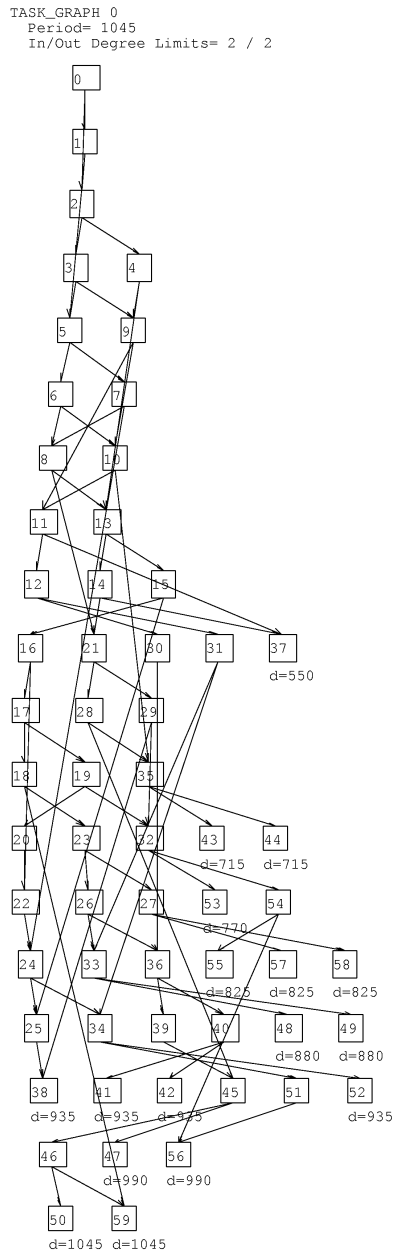 TASK_GRAPH 0
Period= 1045
In/Out Degree Limits= 2 / 2
0
1
2
3 4
5 9
6 7
8 10
11 13
12 14 15
16 21 30 31 37
d=550
17 28 29
18 19 35
20 23 32 43 44
d=715 d=715
22 26 27 53 54
d=770
24 33 36 55 57 58
d=825 d=825 d=825
25 34 39 40 48 49
d=880 d=880
38 41 42 45 51 52
d=935 d=935 d=935 d=935
46 47 56
d=990 d=990
50 59
d=1045 d=1045